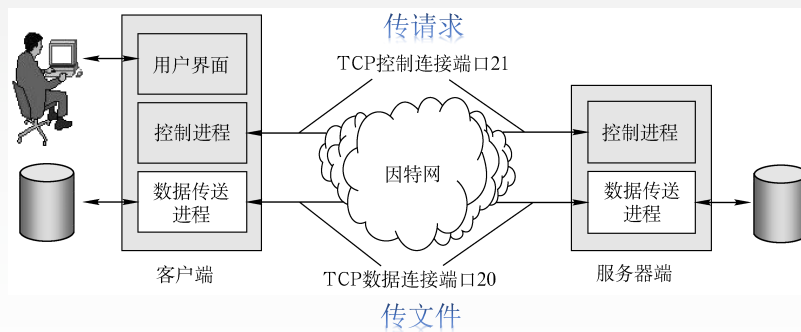 传请求
TCP控制连接端口21
用户界面
控制进程
控制进程
因特网
数据传送
进程
数据传送
进程
客户端
TCP数据连接端口20
服务器端
传文件